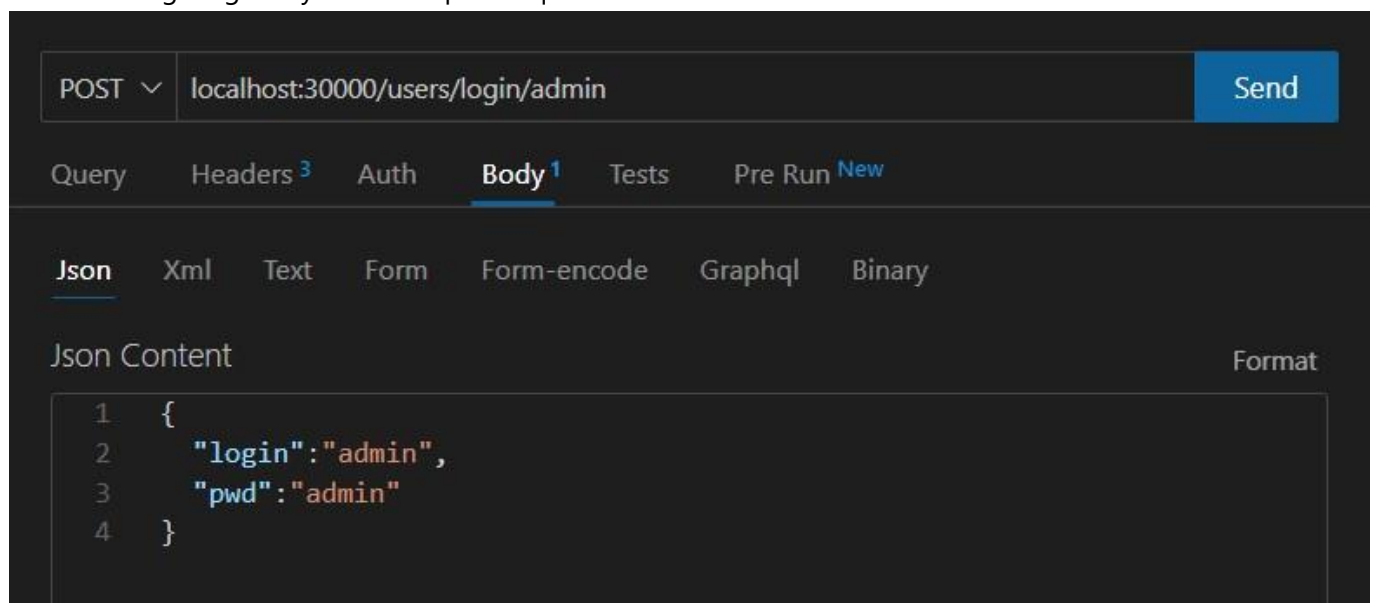 POST localhost:30000/users/login/admin Send
Query Headers 3 Auth Body 1 Tests Pre Run New
Json Xml Text Form Form-encode Graphql Binary
Json Content Format
1 {
2 "login":"admin",
3 "pwd":"admin"
4 }